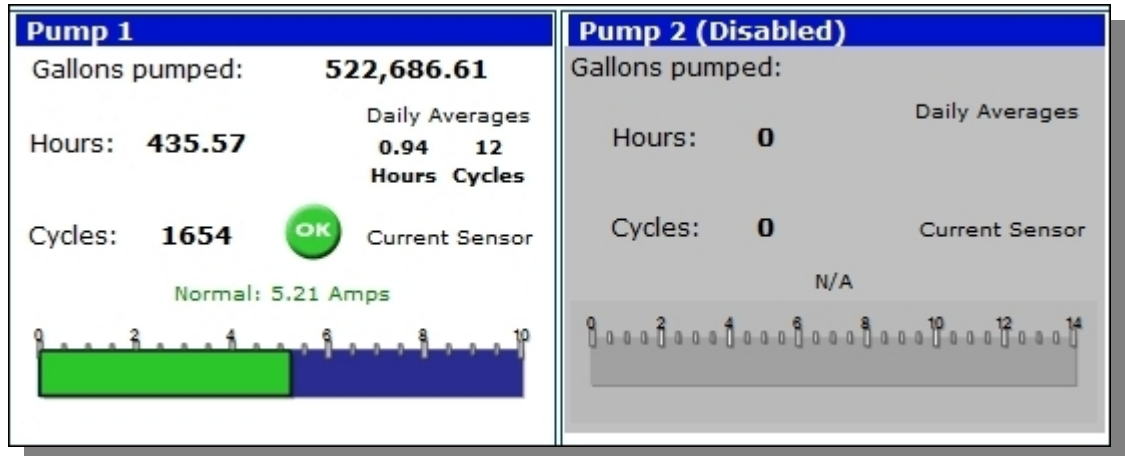 Pump 1
Gallons pumped: 522,686.61
Daily Averages
Hours: 435.57 0.94 12
Hours Cycles
Cycles: 1654 OK Current Sensor
Normal: 5.21 Amps
0 2 4 6 8 10
Pump 2 (Disabled)
Gallons pumped:
Daily Averages
Hours: 0
Cycles: 0 Current Sensor
N/A
0 2 4 6 8 10 12 14